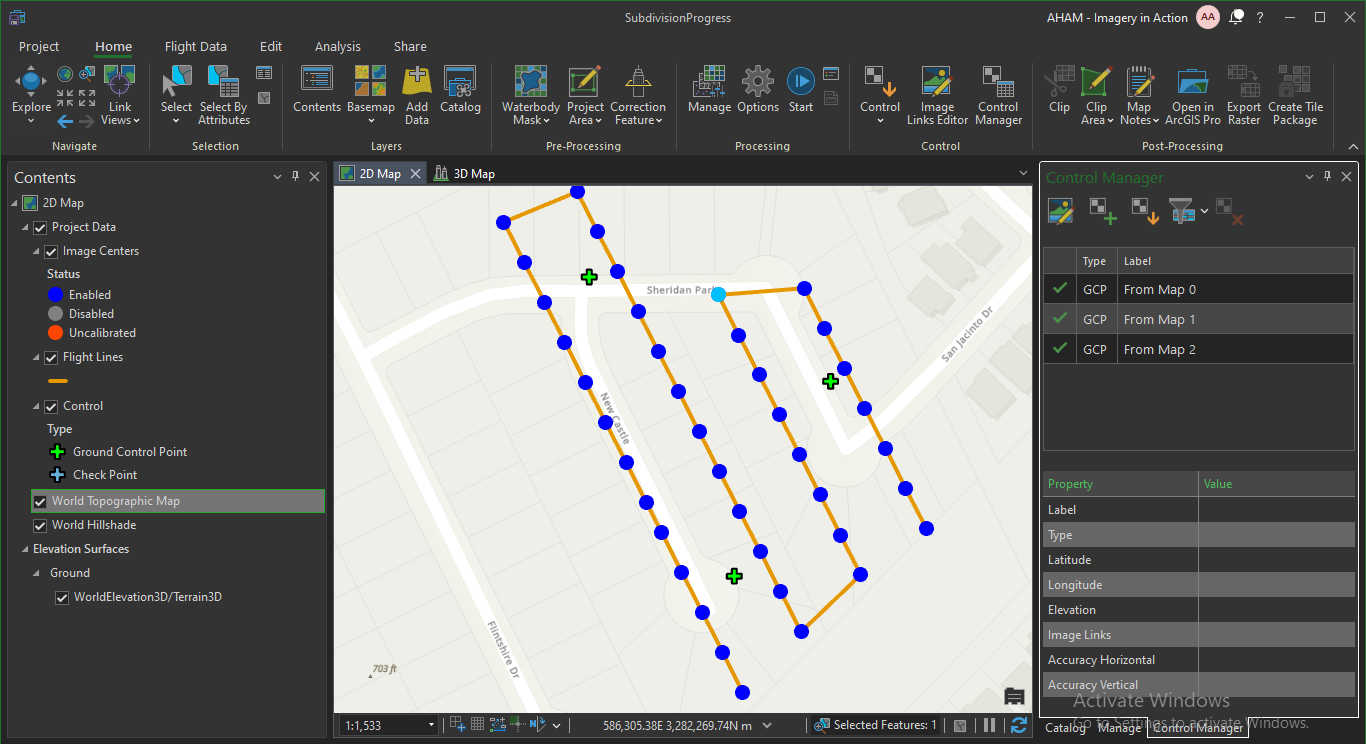 SubdivisionProgress
AHAM - Imagery in Action
AA
?
Project
Home
Flight Data
Edit
Analysis
Share
Explore
Link
Views
Navigate
Select
Select By
Attributes
Selection
Contents
Basemap
Add
Data
Catalog
Layers
Waterbody
Mask
Project
Area
Correction
Feature
Pre-Processing
Manage
Options
Start
Processing
Control
Image
Links Editor
Control
Manager
Control
Clip
Clip
Area
Map
Notes
Open in
ArcGIS Pro
Export
Raster
Create Tile
Package
Post-Processing
Contents
2D Map
Project Data
Image Centers
Status
Enabled
Disabled
Uncalibrated
Flight Lines
Control
Type
Ground Control Point
Check Point
World Topographic Map
World Hillshade
Elevation Surfaces
Ground
WorldElevation3D/Terrain3D
2D Map
3D Map
Sheridan Park
San Jacinto Dr
New Castle
Flintshire Dr
703 ft
1:1,533
586,305.38E 3,282,269.74N m
Selected Features: 1
Control Manager
Type Label
GCP From Map 0
GCP From Map 1
GCP From Map 2
Property Value
Label
Type
Latitude
Longitude
Elevation
Image Links
Accuracy Horizontal
Accuracy Vertical
Activate Windows
Go to Settings to activate Windows.
Catalog Manage Control Manager